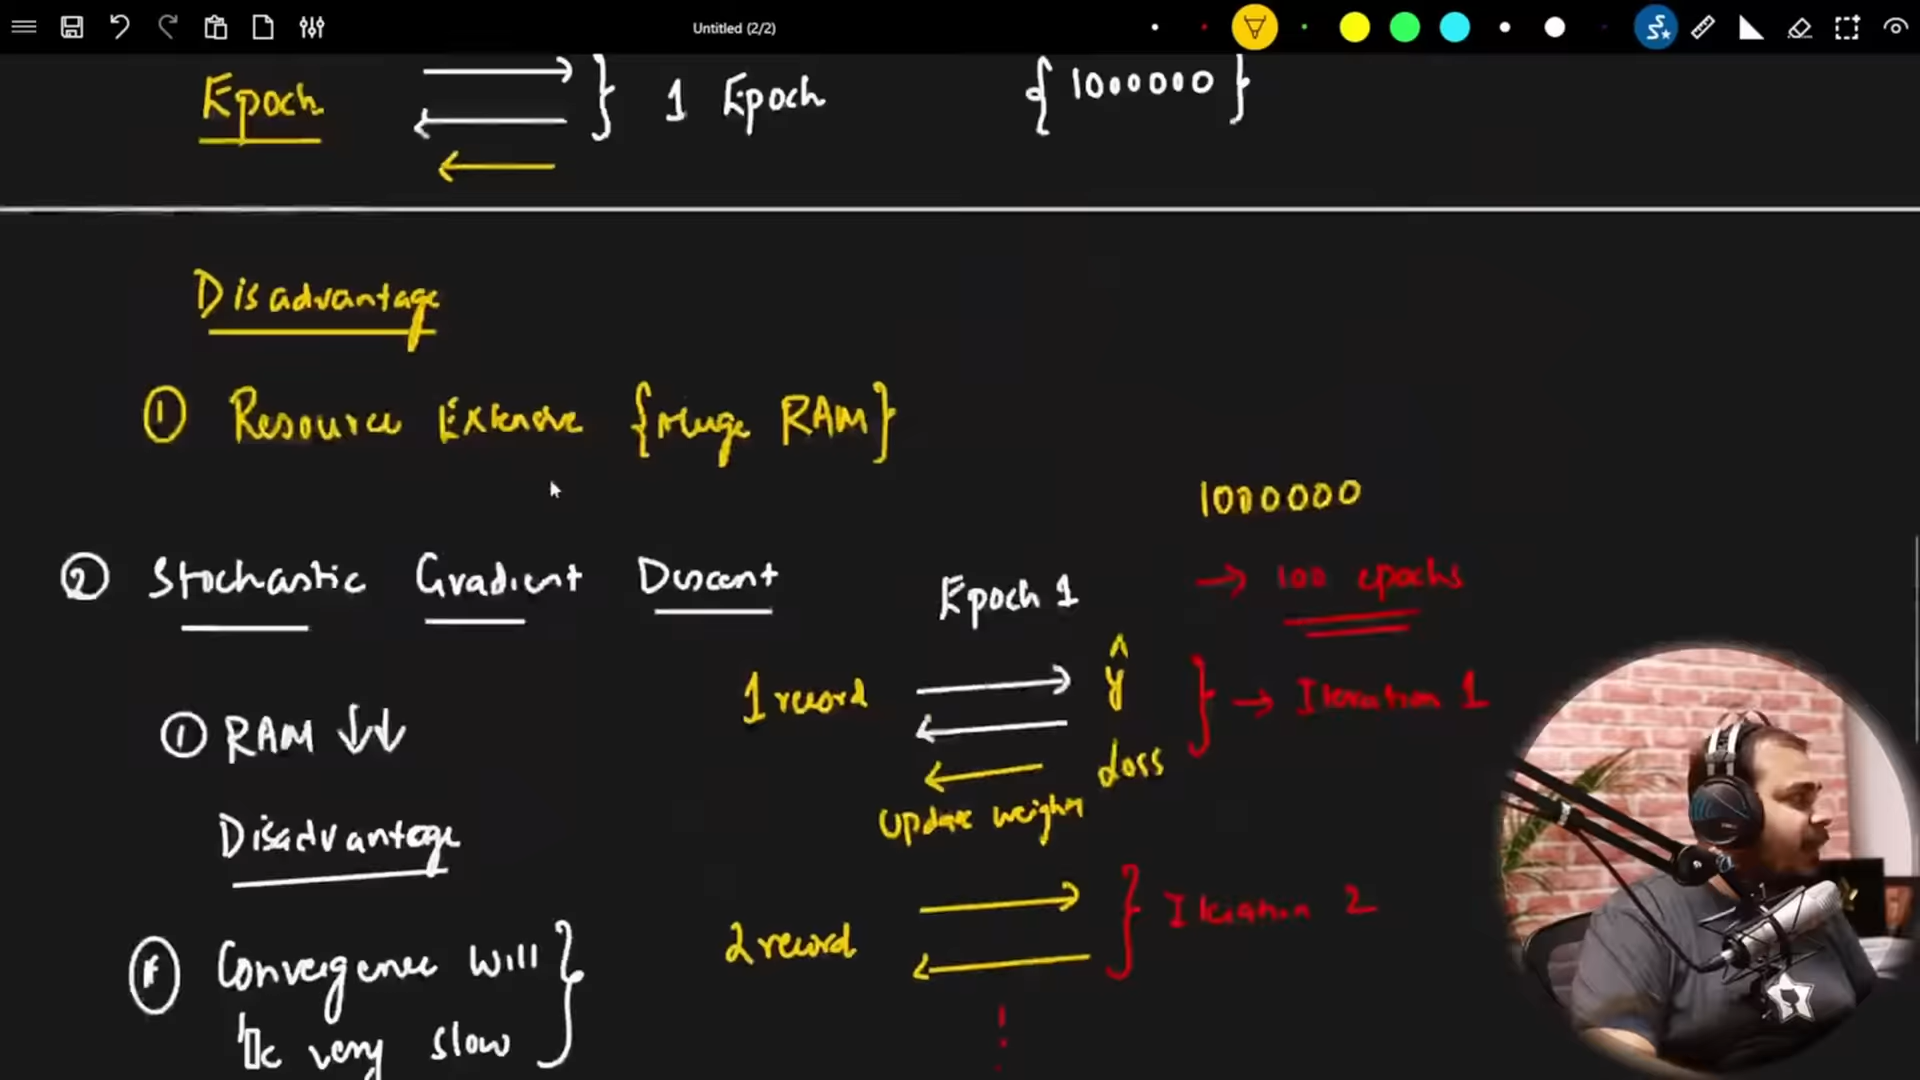 Untitled (2/2)
Epoch } 1 Epoch { 1000000 }
Disadvantage
① Resource Extensive {Huge RAM}
1000000
② Stochastic Gradient Descent Epoch 1
→ 100 epochs
1 record ŷ } → Iteration 1
① RAM ↓↓
Loss
update weights
Disadvantage
2 record } Iteration 2
① Convergence will
be very slow